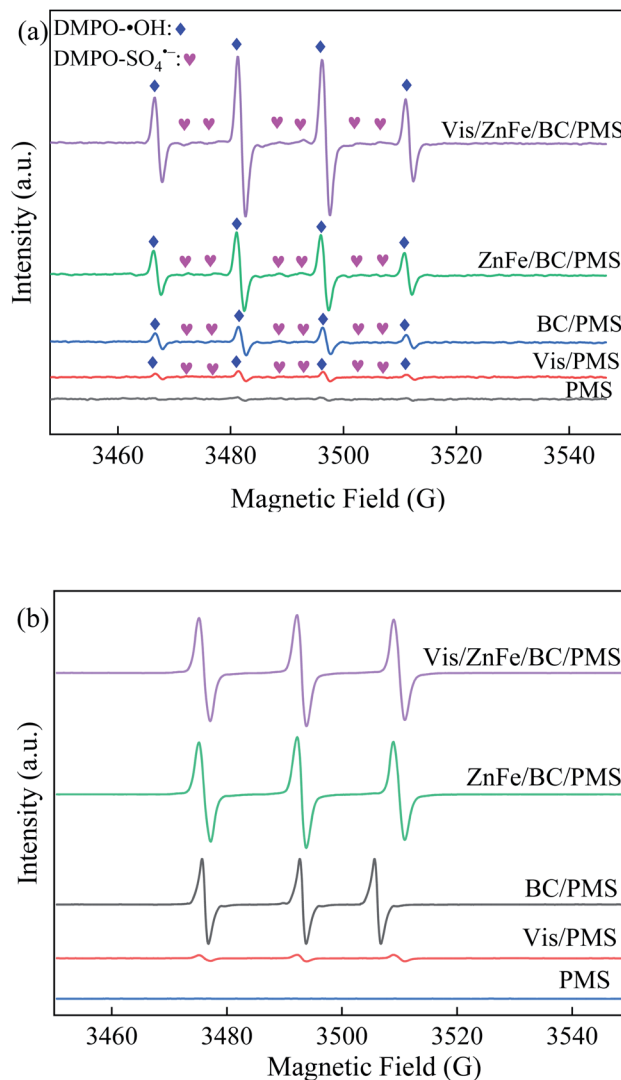 (a)
DMPO-•OH:♦
DMPO-SO₄•⁻:♥
Vis/ZnFe/BC/PMS
ZnFe/BC/PMS
BC/PMS
Vis/PMS
PMS
Intensity (a.u.)
3460 3480 3500 3520 3540
Magnetic Field (G)
(b)
Vis/ZnFe/BC/PMS
ZnFe/BC/PMS
BC/PMS
Vis/PMS
PMS
Intensity (a.u.)
3460 3480 3500 3520 3540
Magnetic Field (G)